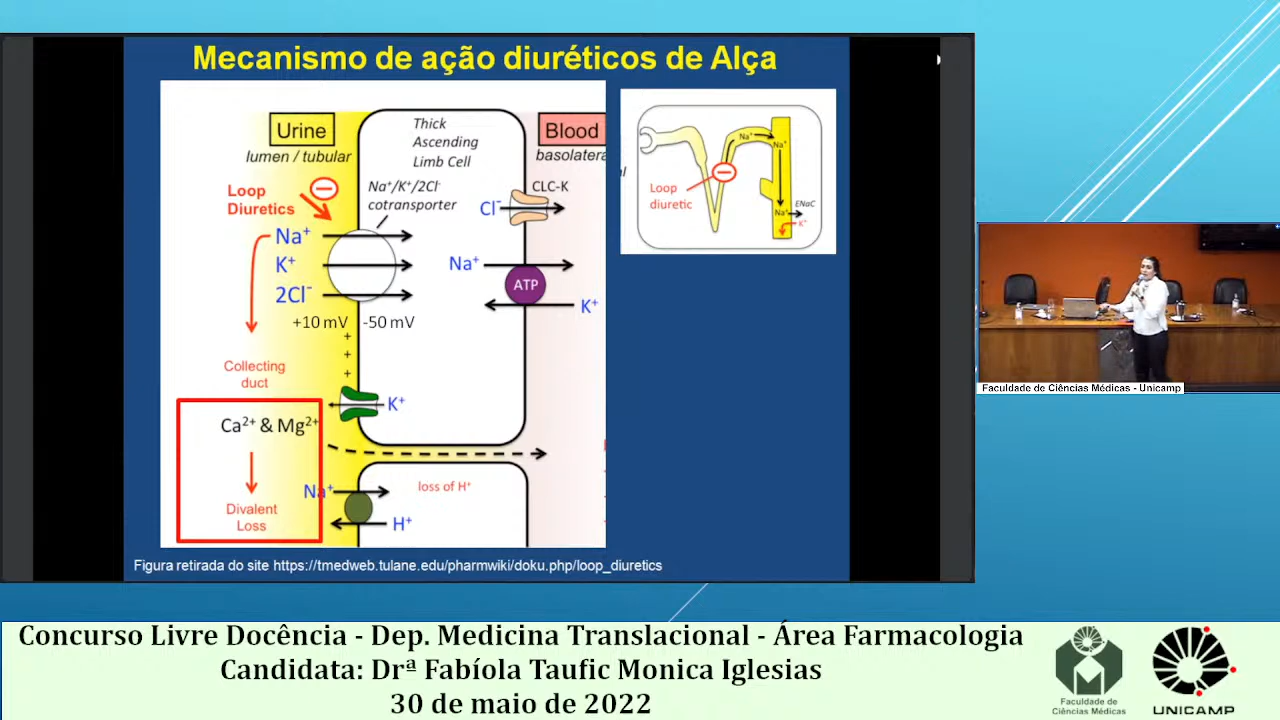 Mecanismo de ação diuréticos de Alça
Urine
lumen / tubular
Thick
Ascending
Limb Cell
Blood
basolatera
Loop
Diuretics
Na⁺/K⁺/2Cl⁻
cotransporter
CLC-K
Cl⁻
Na⁺
K⁺
2Cl⁻
+10 mV
-50 mV
Na⁺
ATP
K⁺
+
+
+
Collecting
duct
K⁺
Ca²⁺ & Mg²⁺
Divalent
Loss
Na⁺
loss of H⁺
H⁺
Loop
diuretic
Na⁺
Na⁺
Na⁺
ENaC
K⁺
Figura retirada do site https://tmedweb.tulane.edu/pharmwiki/doku.php/loop_diuretics
Faculdade de Ciências Médicas - Unicamp
Concurso Livre Docência - Dep. Medicina Translacional - Área Farmacologia
Candidata: Drª Fabíola Taufic Monica Iglesias
30 de maio de 2022
Faculdade de
Ciências Médicas
UNICAMP